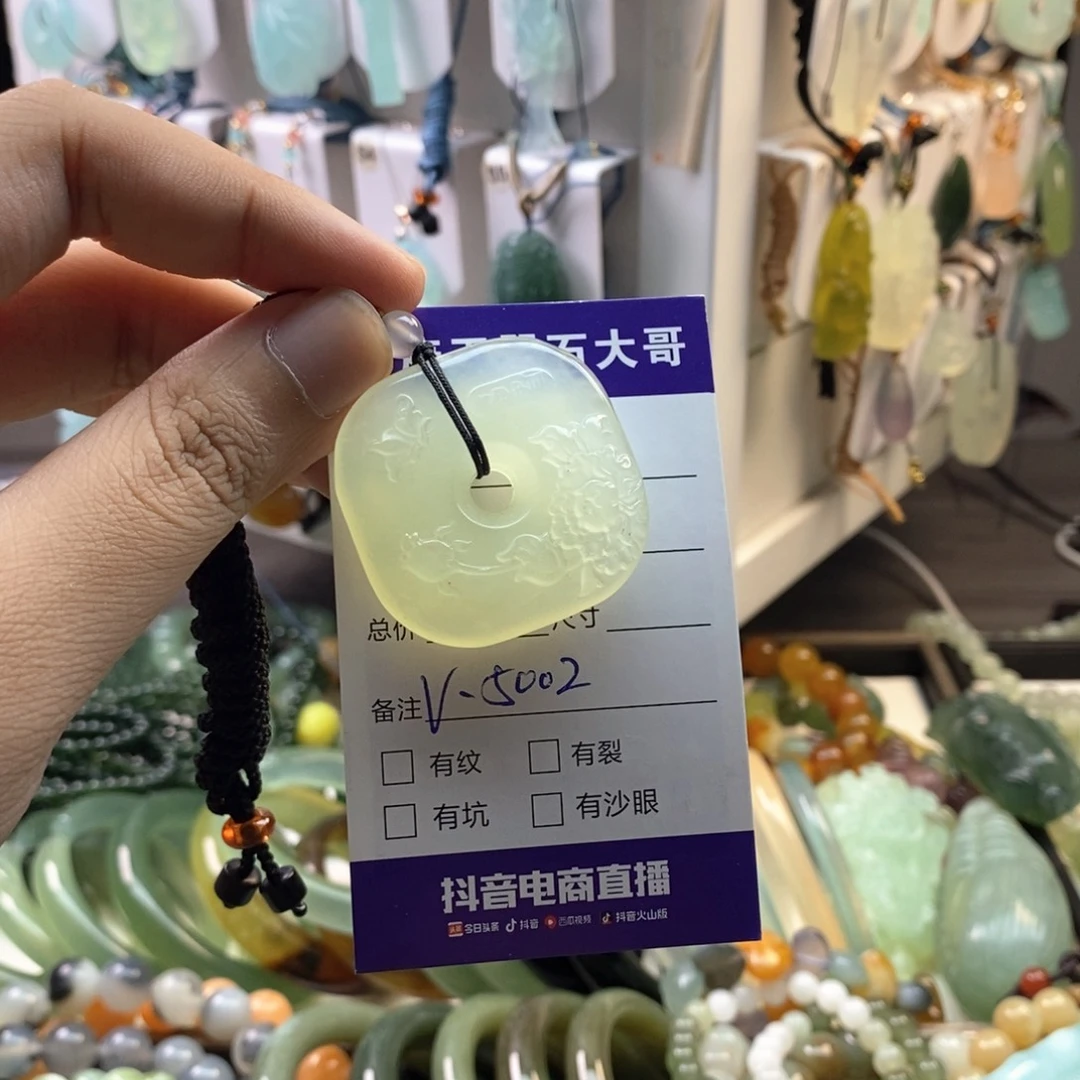 石大哥
总价
尺寸
备注 V-5002
有纹 有裂
有坑 有沙眼
抖音电商直播
头条 今日头条 抖音 西瓜视频 抖音火山版